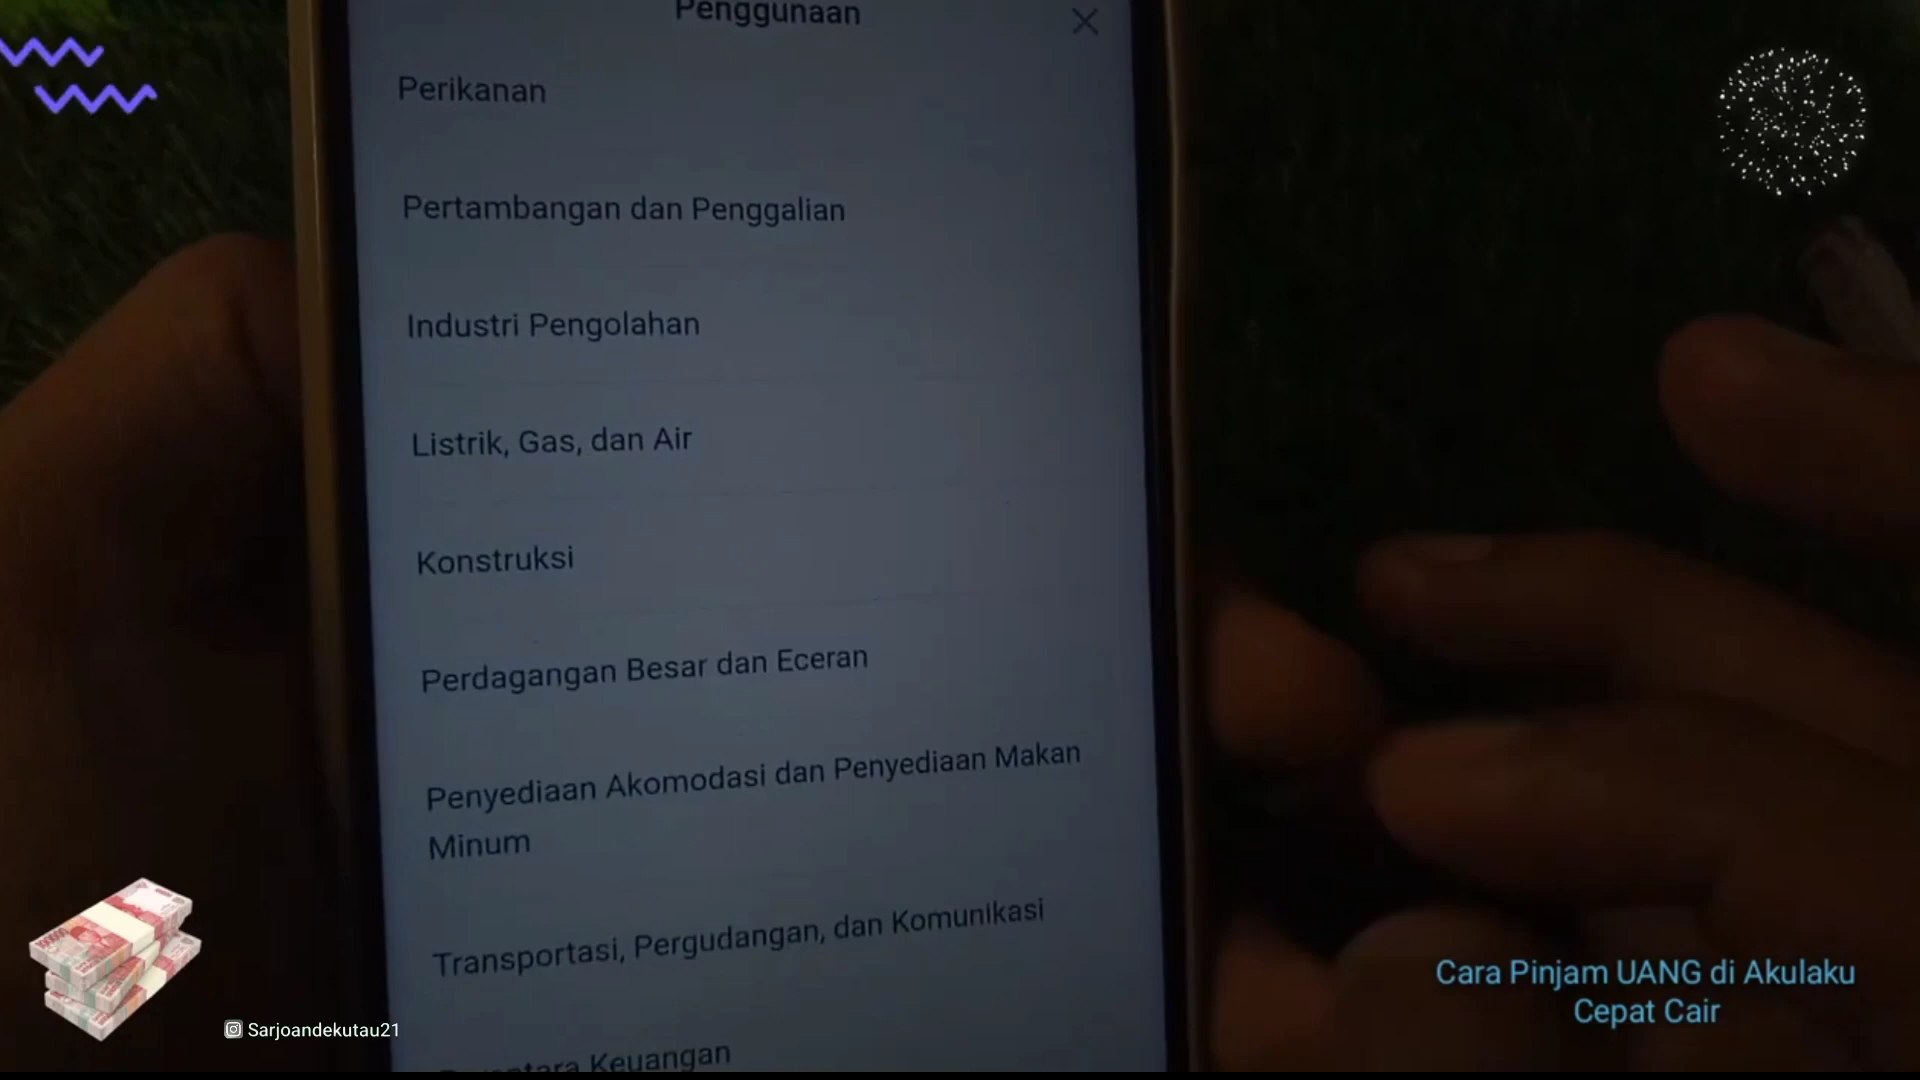 Penggunaan
Perikanan
Pertambangan dan Penggalian
Industri Pengolahan
Listrik, Gas, dan Air
Konstruksi
Perdagangan Besar dan Eceran
Penyediaan Akomodasi dan Penyediaan Makan
Minum
Transportasi, Pergudangan, dan Komunikasi
Keuangan
Sarjoandekutau21
Cara Pinjam UANG di Akulaku
Cepat Cair